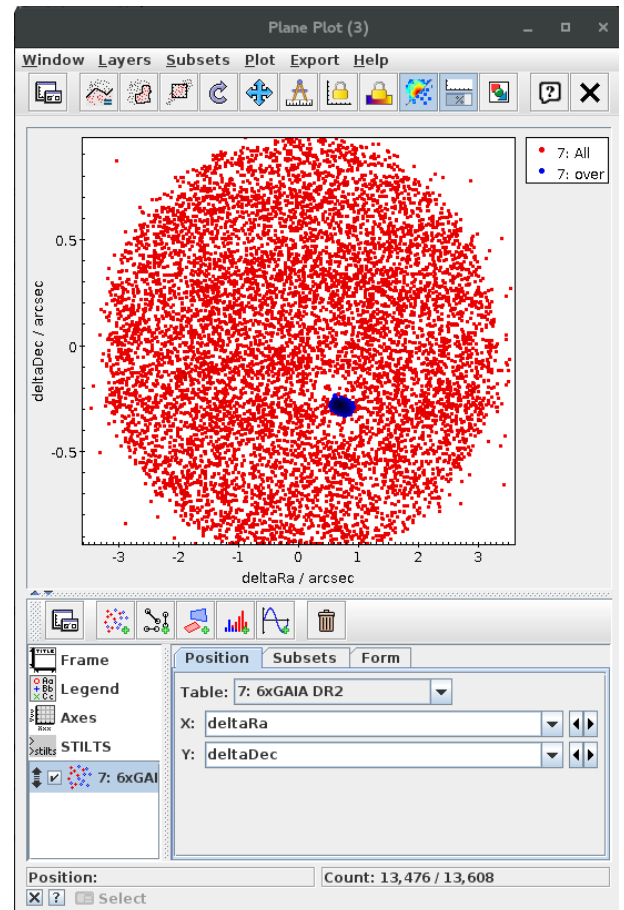 Plane Plot (3)
Window Layers Subsets Plot Export Help
7: All
7: over
0.5
0
-0.5
deltaDec / arcsec
-3 -2 -1 0 1 2 3
deltaRa / arcsec
TITLE
Frame
Legend
Axes
STILTS
7: 6xGAI
Position Subsets Form
Table: 7: 6xGAIA DR2
X: deltaRa
Y: deltaDec
Position:
Count: 13,476 / 13,608
Select